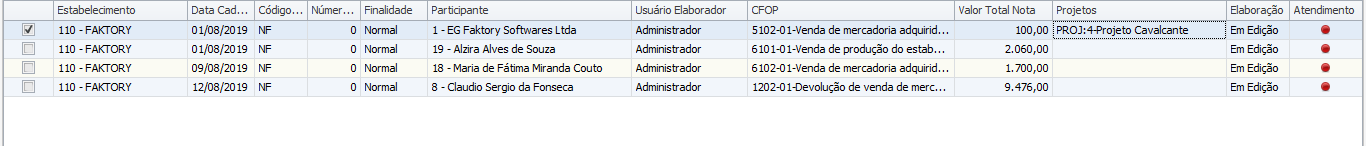 Estabelecimento Data Cad... Código... Númer... Finalidade Participante Usuário Elaborador CFOP Valor Total Nota Projetos Elaboração Atendimento
110 - FAKTORY 01/08/2019 NF 0 Normal 1 - EG Faktory Softwares Ltda Administrador 5102-01-Venda de mercadoria adquirid... 100,00 PROJ:4-Projeto Cavalcante Em Edição
110 - FAKTORY 01/08/2019 NF 0 Normal 19 - Alzira Alves de Souza Administrador 6101-01-Venda de produção do estab... 2.060,00 Em Edição
110 - FAKTORY 09/08/2019 NF 0 Normal 18 - Maria de Fátima Miranda Couto Administrador 6102-01-Venda de mercadoria adquirid... 1.700,00 Em Edição
110 - FAKTORY 12/08/2019 NF 0 Normal 8 - Claudio Sergio da Fonseca Administrador 1202-01-Devolução de venda de merc... 9.476,00 Em Edição